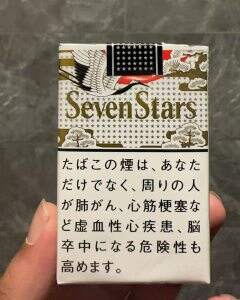 Seven Stars
たばこの煙は、あなた
だけでなく、周りの人
が肺がん、心筋梗塞な
ど虚血性心疾患、脳
卒中になる危険性も
高めます。